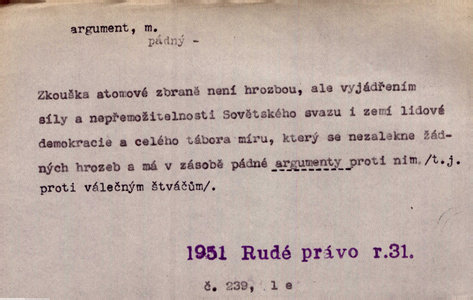 argument, m.
pádný -
Zkouška atomové zbraně není hrozbou, ale vyjádřením
síly a nepřemožitelnosti Sovětského svazu i zemí lidové
demokracie a celého tábora míru, který se nezalekne žád-
ných hrozeb a má v zásobě pádné argumenty proti nim /t.j.
proti válečným štváčům/.
1951 Rudé právo r.31.
č. 239, 1 e